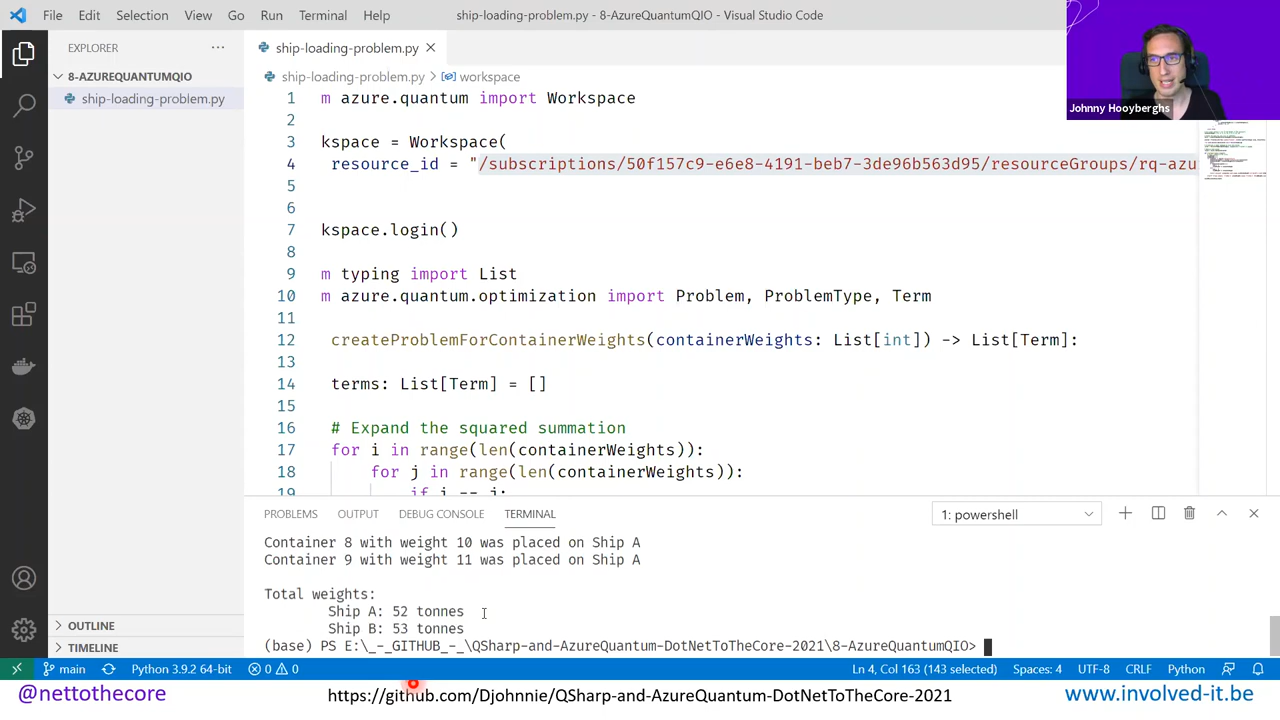 File Edit Selection View Go Run Terminal Help
ship-loading-problem.py - 8-AzureQuantumQIO - Visual Studio Code
EXPLORER
8-AZUREQUANTUMQIO
ship-loading-problem.py
OUTLINE
TIMELINE
ship-loading-problem.py
ship-loading-problem.py > workspace
1 m azure.quantum import Workspace
2
3 kspace = Workspace(
4 resource_id = "/subscriptions/50f157c9-e6e8-4191-beb7-3de96b563c95/resourceGroups/rq-azu
5
6
7 kspace.login()
8
9 m typing import List
10 m azure.quantum.optimization import Problem, ProblemType, Term
11
12 createProblemForContainerWeights(containerWeights: List[int]) -> List[Term]:
13
14 terms: List[Term] = []
15
16 # Expand the squared summation
17 for i in range(len(containerWeights)):
18 for j in range(len(containerWeights)):
19 if i == j:
Johnny Hooyberghs
PROBLEMS OUTPUT DEBUG CONSOLE TERMINAL
1: powershell
Container 8 with weight 10 was placed on Ship A
Container 9 with weight 11 was placed on Ship A
Total weights:
Ship A: 52 tonnes
Ship B: 53 tonnes
(base) PS E:\_-_GITHUB_-_\QSharp-and-AzureQuantum-DotNetToTheCore-2021\8-AzureQuantumQIO>
main Python 3.9.2 64-bit 0 0 Ln 4, Col 163 (143 selected) Spaces: 4 UTF-8 CRLF Python
@nettothecore https://github.com/Djohnnie/QSharp-and-AzureQuantum-DotNetToTheCore-2021 www.involved-it.be